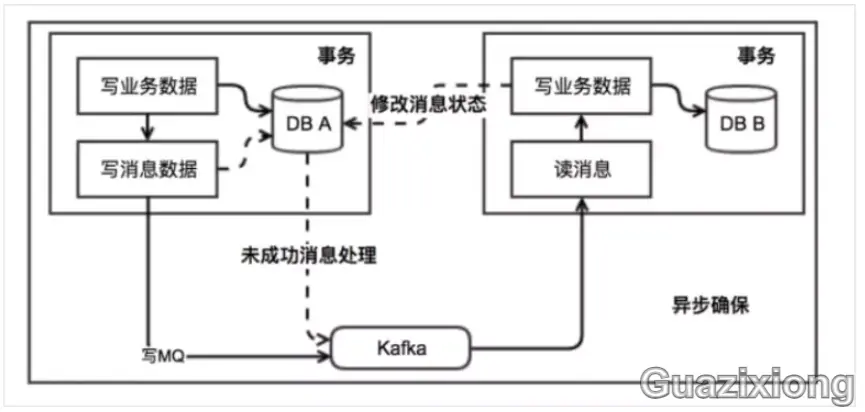 事务
写业务数据
DB A
写消息数据
修改消息状态
事务
写业务数据
DB B
读消息
未成功消息处理
异步确保
写MQ
Kafka
Guazixiong